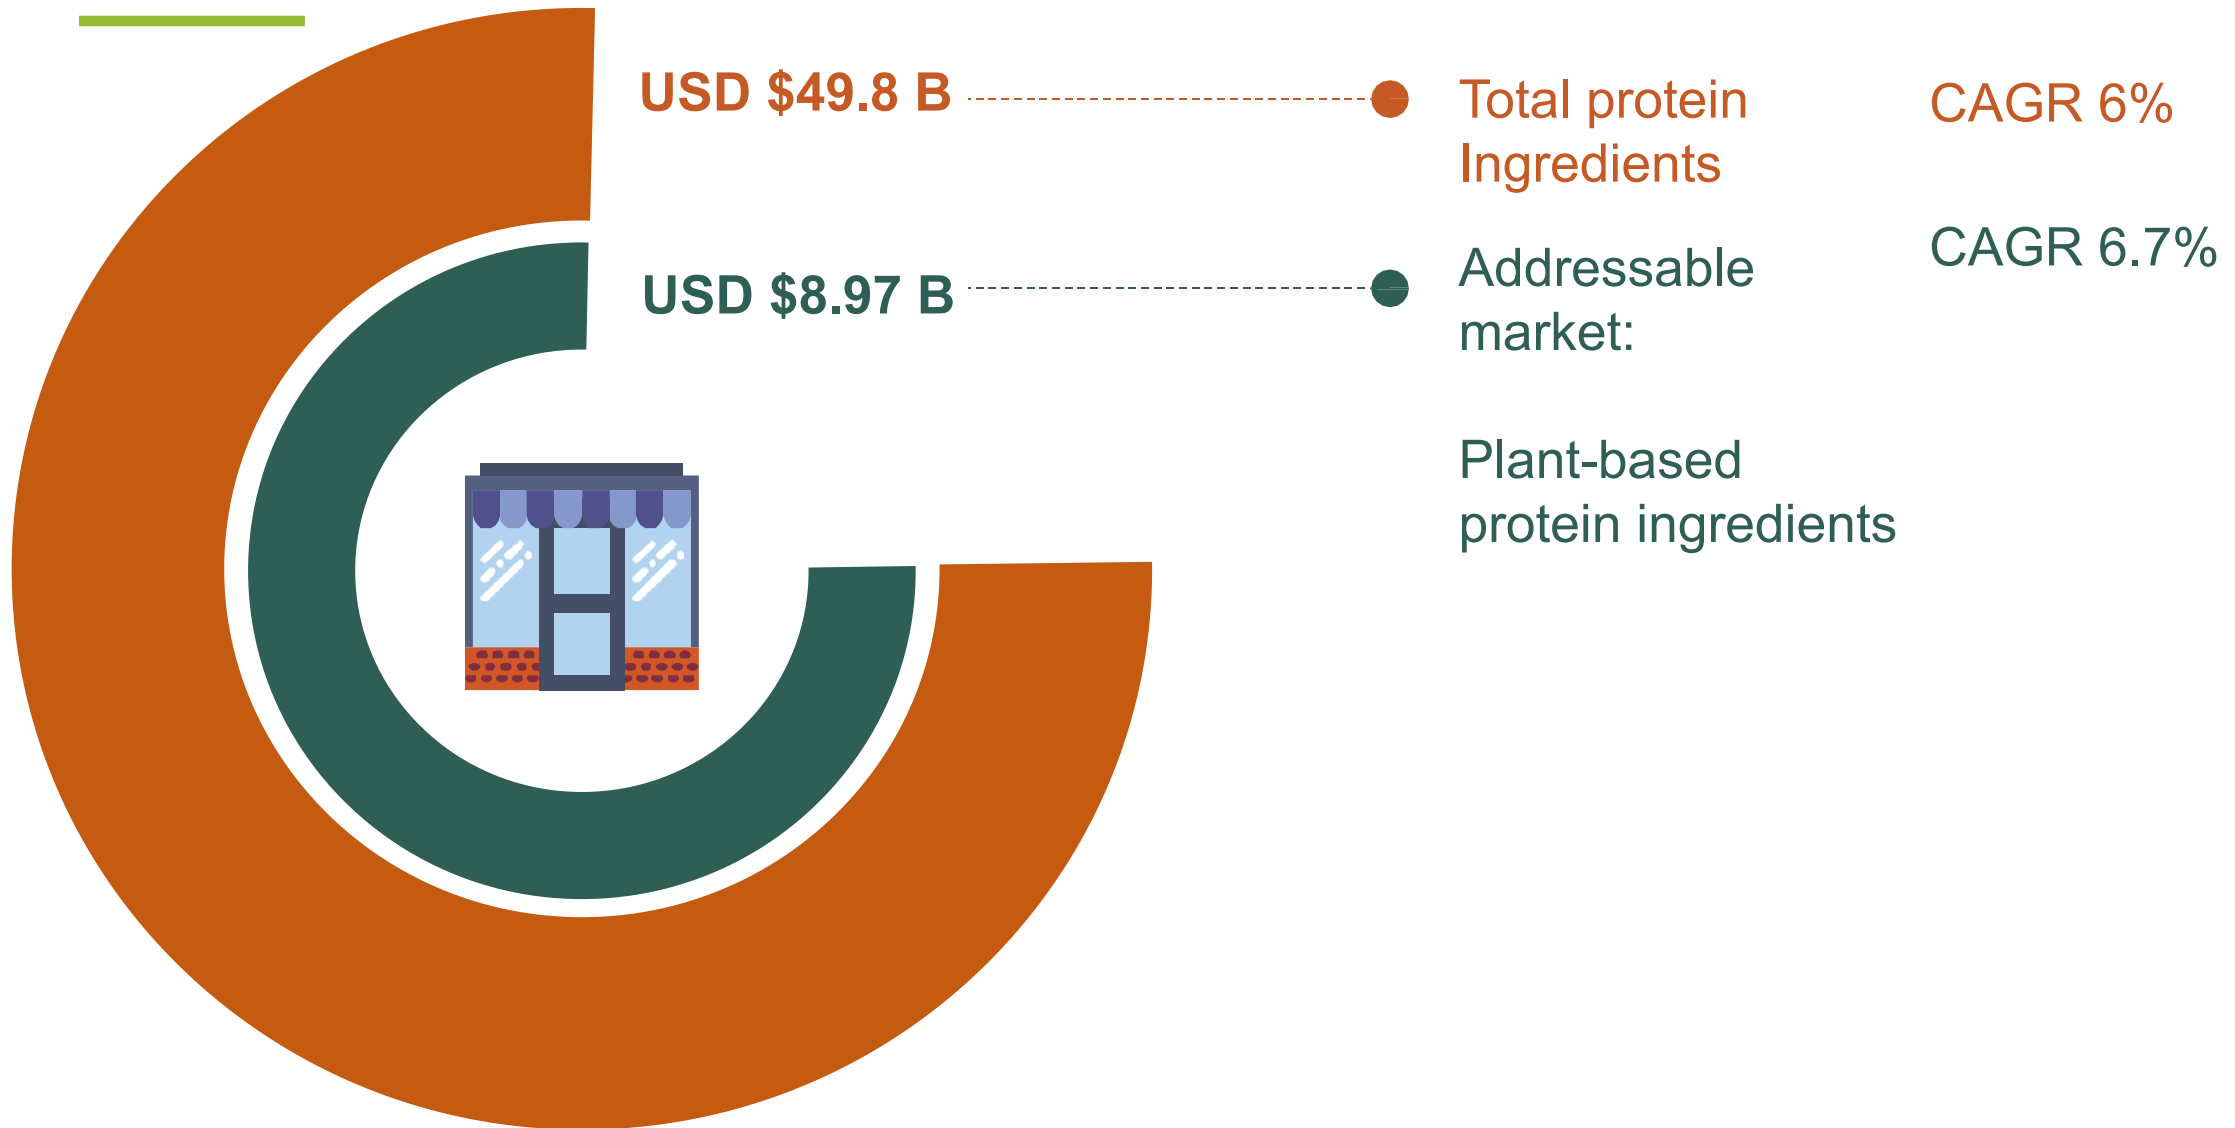 USD $49.8 B
Total protein
Ingredients
CAGR 6%
USD $8.97 B
Addressable
market:
CAGR 6.7%
Plant-based
protein ingredients